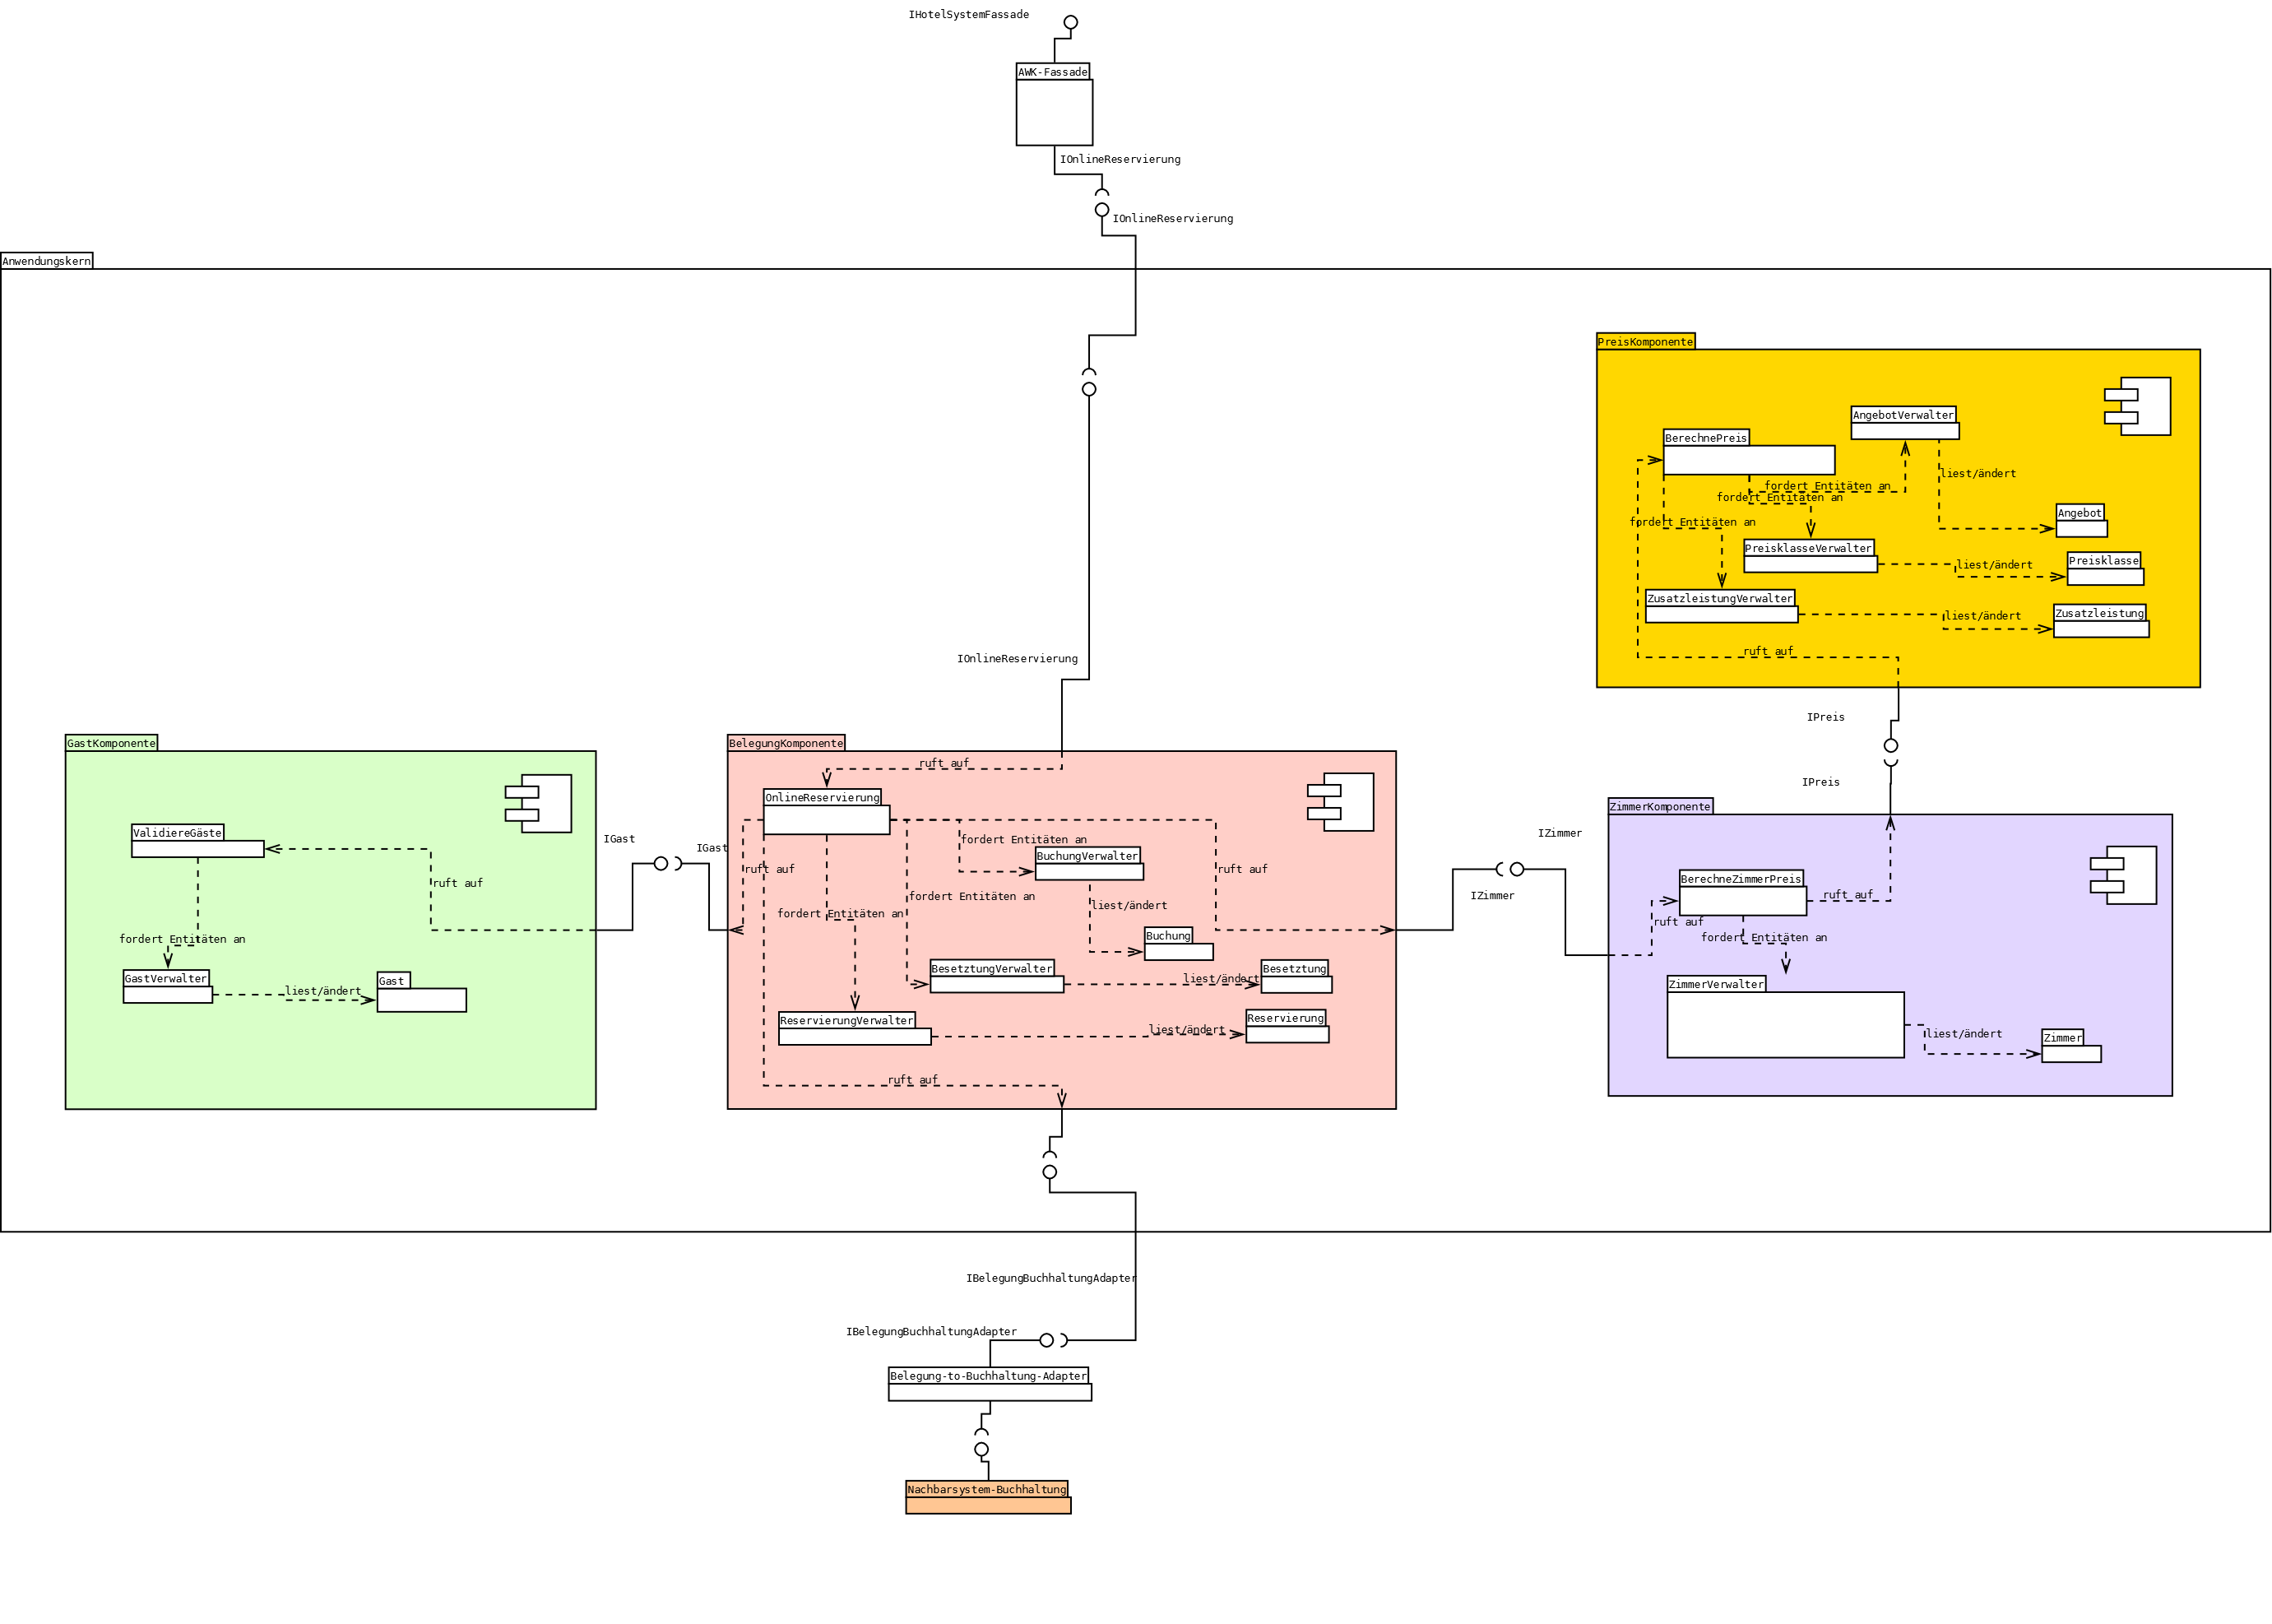 IHotelSystemFassade
AWK-Fassade
IOnlineReservierung
IOnlineReservierung
Anwendungskern
PreisKomponente
AngebotVerwalter
BerechnePreis
liest/ändert
fordert Entitäten an
fordert Entitäten an
Angebot
fordert Entitäten an
PreisklasseVerwalter
Preisklasse
liest/ändert
ZusatzleistungVerwalter
Zusatzleistung
liest/ändert
ruft auf
IOnlineReservierung
IPreis
IPreis
GastKomponente
ValidiereGäste
ruft auf
fordert Entitäten an
GastVerwalter
Gast
liest/ändert
IGast
IGast
BelegungKomponente
ruft auf
OnlineReservierung
fordert Entitäten an
BuchungVerwalter
ruft auf
ruft auf
fordert Entitäten an
liest/ändert
fordert Entitäten an
Buchung
BesetztungVerwalter
Besetztung
liest/ändert
ReservierungVerwalter
Reservierung
liest/ändert
ruft auf
IZimmer
IZimmer
ZimmerKomponente
BerechneZimmerPreis
ruft auf
ruft auf
fordert Entitäten an
ZimmerVerwalter
liest/ändert
Zimmer
IBelegungBuchhaltungAdapter
IBelegungBuchhaltungAdapter
Belegung-to-Buchhaltung-Adapter
Nachbarsystem-Buchhaltung